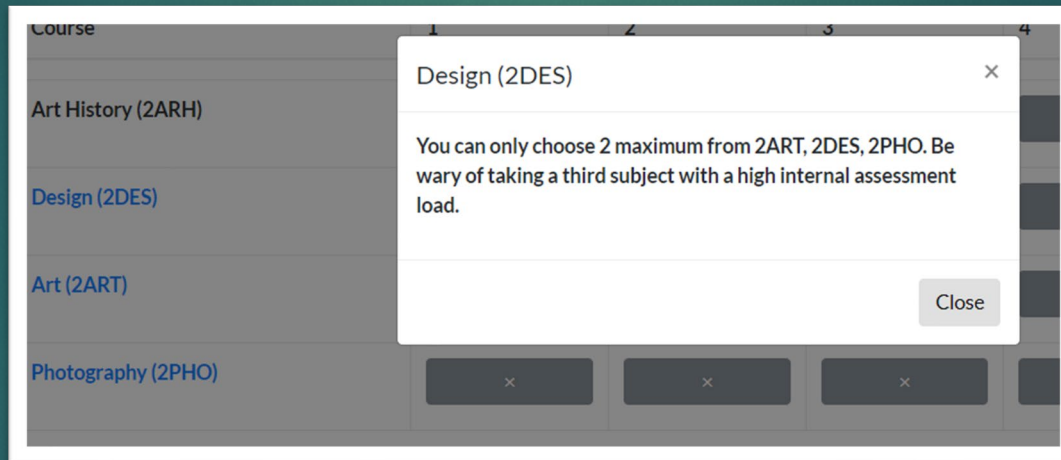 Course 1 2 3 4
Design (2DES) ×
Art History (2ARH)
You can only choose 2 maximum from 2ART, 2DES, 2PHO. Be
wary of taking a third subject with a high internal assessment
load.
Design (2DES)
Art (2ART)
Close
Photography (2PHO) × × ×